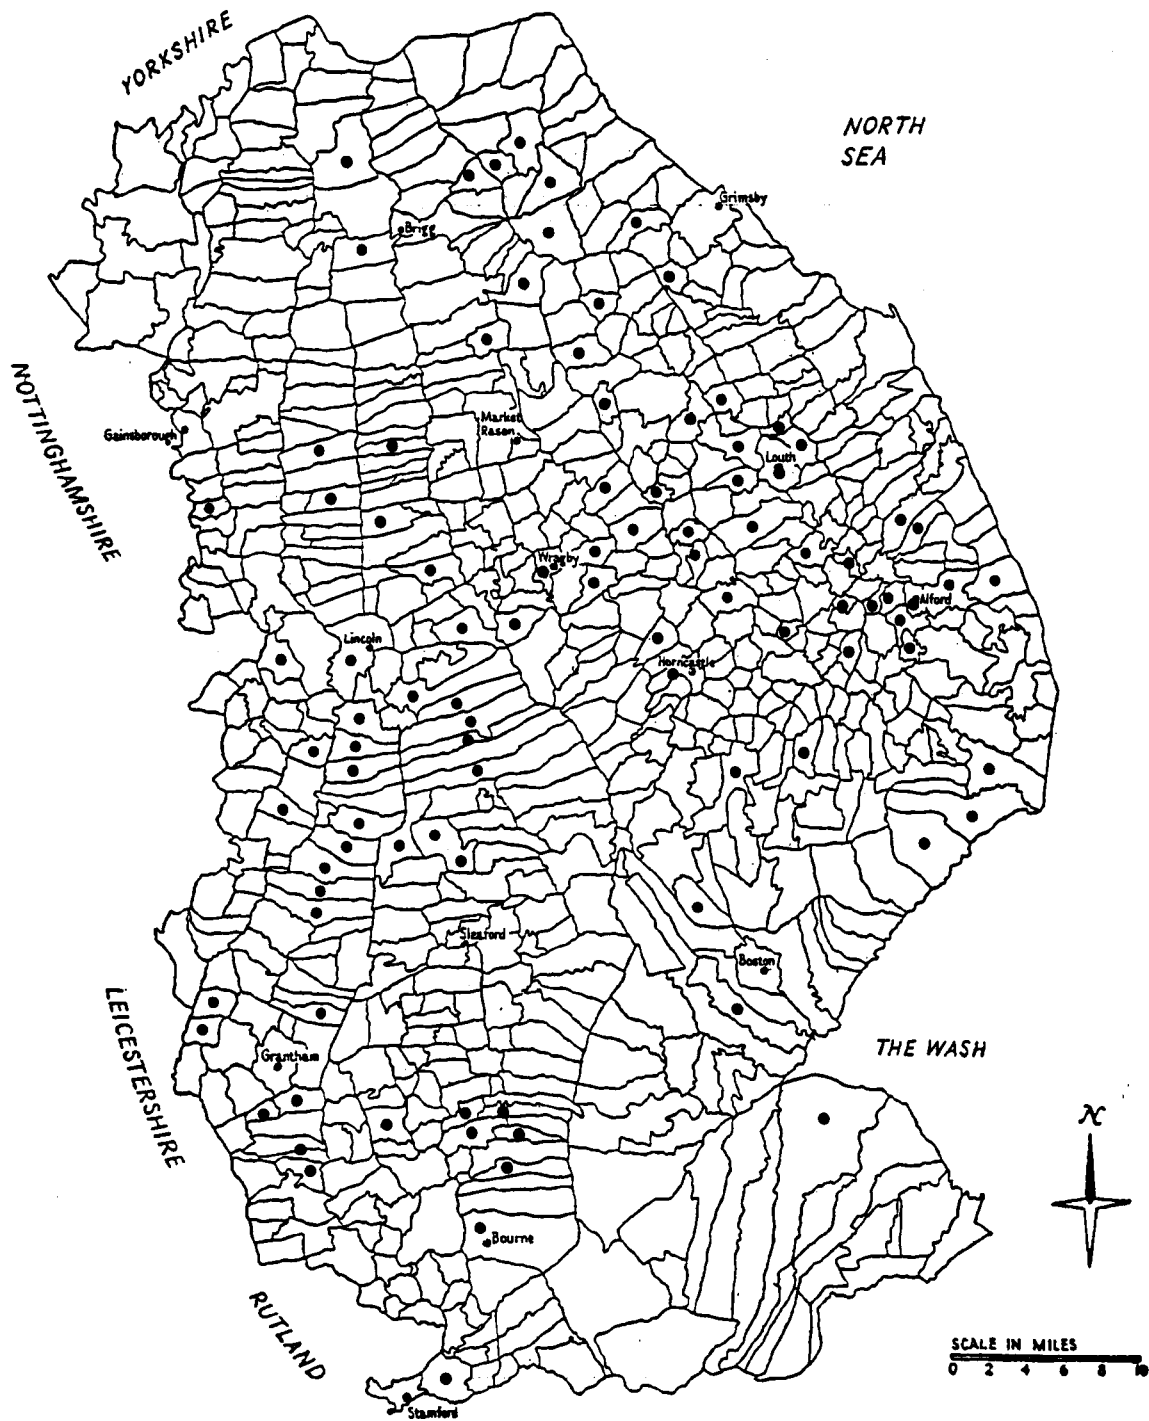 YORKSHIRE
NORTH
SEA
Grimsby
Brigg
NOTTINGHAMSHIRE
Gainsborough
Market
Rasen
Louth
Wragby
Alford
Lincoln
Horncastle
Sleaford
Boston
LEICESTERSHIRE
Grantham
THE WASH
N
Bourne
RUTLAND
SCALE IN MILES
0 2 4 6 8 10
Stamford